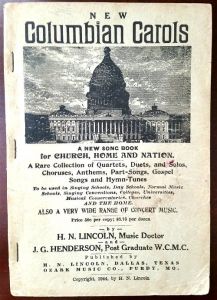 NEW
Columbian Carols
A NEW SONG BOOK
for CHURCH, HOME AND NATION.
A Rare Collection of Quartets, Duets, and Solos,
Choruses, Anthems, Part-Songs, Gospel
Songs and Hymn-Tunes
To be used in Singing Schools, Day Schools, Normal Music
Schools, Singing Conventions, Colleges, Universities,
Musical Conservatories, Churches
AND THE HOME.
ALSO A VERY WIDE RANGE OF CONCERT MUSIC.
per copy;
—by—
H. N. LINCOLN, Music Doctor
—and—
J. G. HENDERSON, Post Graduate W.C.M.C.
Published by
H. N. LINCOLN, DALLAS, TEXAS
OZARK MUSIC CO., PURDY, MO.
Copyright, by H. N. Lincoln